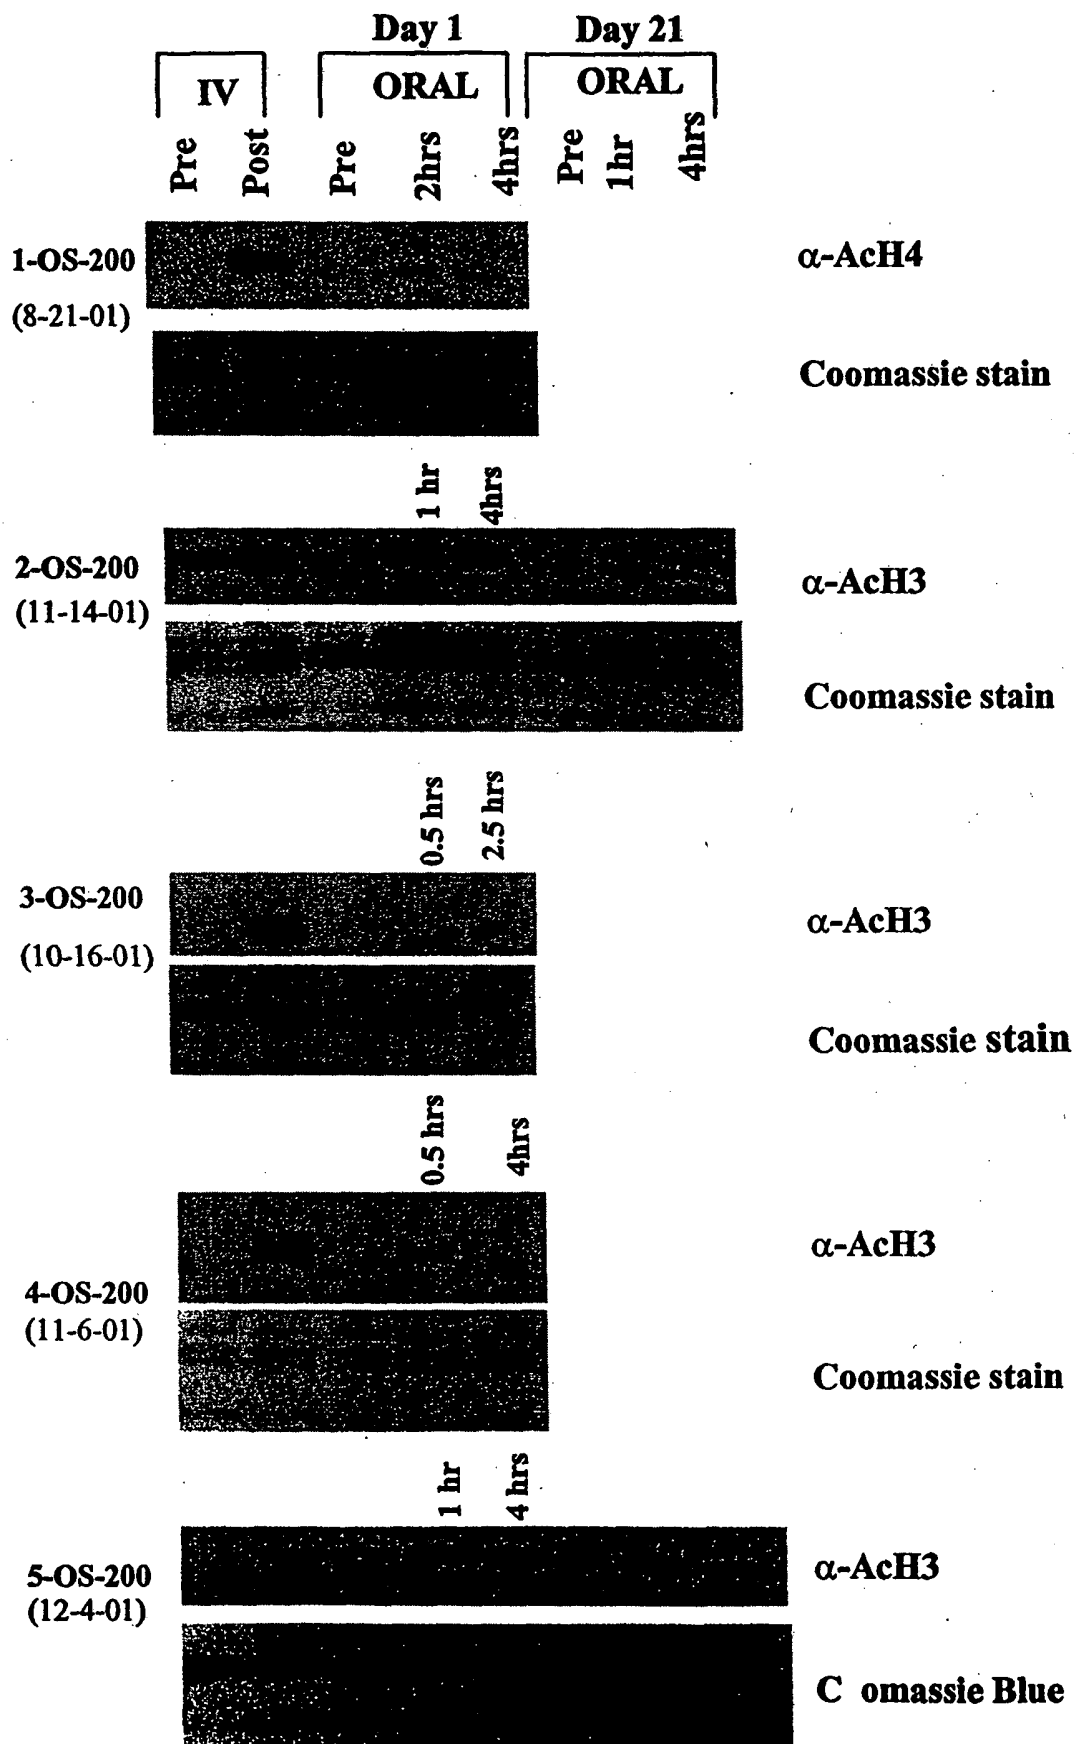 Day 1
Day 21
IV
ORAL
ORAL
Pre
Post
Pre
2hrs
4hrs
Pre
1hr
4hrs
1-OS-200
(8-21-01)
α-AcH4
Coomassie stain
1 hr
4hrs
2-OS-200
(11-14-01)
α-AcH3
Coomassie stain
0.5 hrs
2.5 hrs
3-OS-200
(10-16-01)
α-AcH3
Coomassie stain
0.5 hrs
4hrs
4-OS-200
(11-6-01)
α-AcH3
Coomassie stain
1 hr
4 hrs
5-OS-200
(12-4-01)
α-AcH3
C omassie Blue